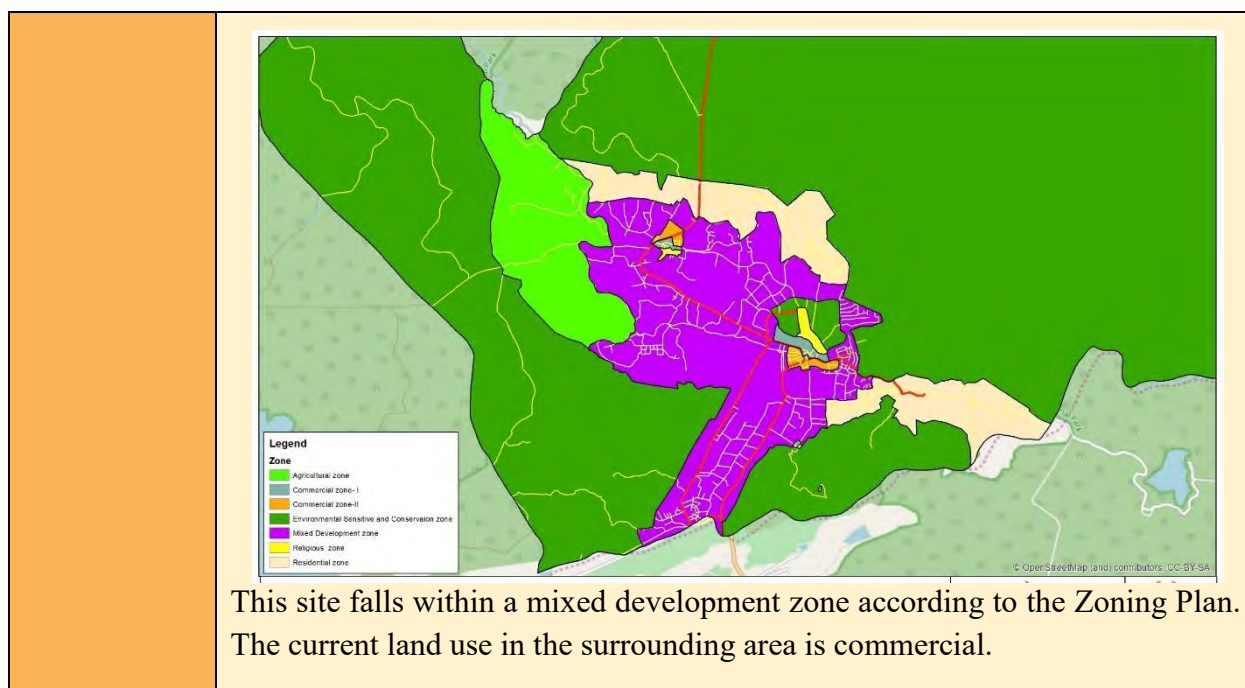 Park
Park
Legend
Zone
Agricultural zone
Commercial zone- I
Commercial zone-II
Environmental Sensitive and Conservaion zone
Mixed Development zone
Religious zone
Residential zone
© OpenStreetMap (and) contributors, CC-BY-SA
This site falls within a mixed development zone according to the Zoning Plan.
The current land use in the surrounding area is commercial.